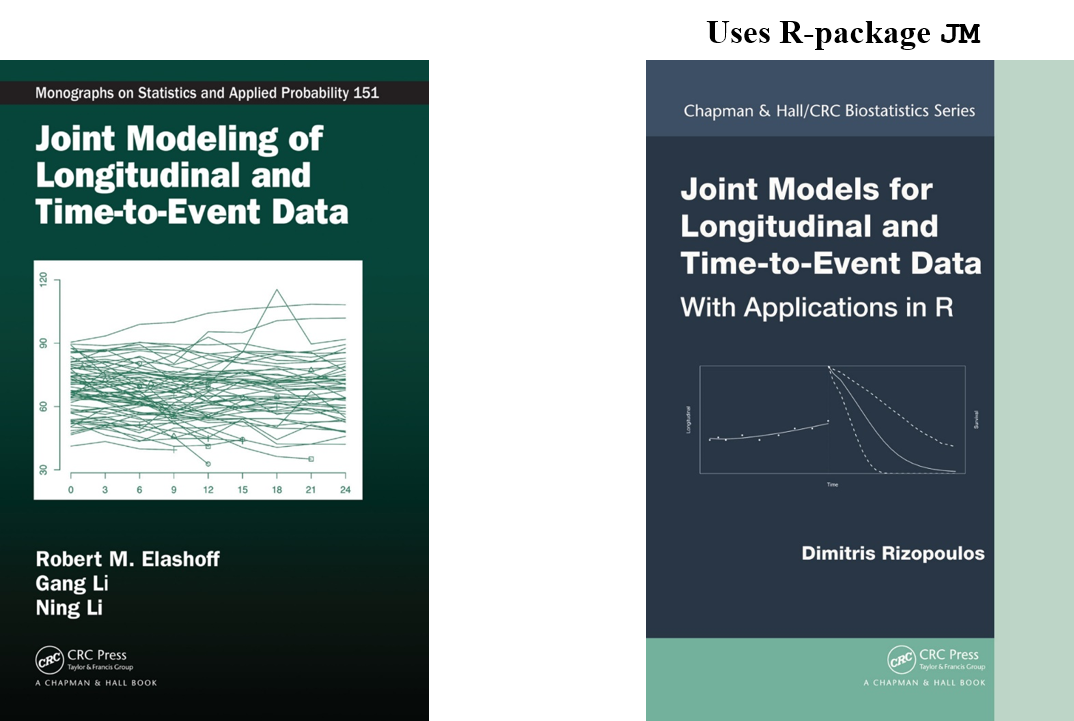 Uses R-package JM
Monographs on Statistics and Applied Probability 151
Joint Modeling of
Longitudinal and
Time-to-Event Data
120
90
60
30
0 3 6 9 12 15 18 21 24
Robert M. Elashoff
Gang Li
Ning Li
CRC
CRC Press
Taylor & Francis Group
A CHAPMAN & HALL BOOK
Chapman & Hall/CRC Biostatistics Series
Joint Models for
Longitudinal and
Time-to-Event Data
With Applications in R
Longitudinal
Survival
Time
Dimitris Rizopoulos
CRC
CRC Press
Taylor & Francis Group
A CHAPMAN & HALL BOOK